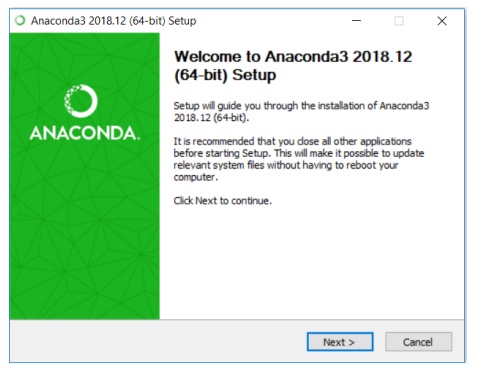 Anaconda3 2018.12 (64-bit) Setup
Welcome to Anaconda3 2018.12
(64-bit) Setup
Setup will guide you through the installation of Anaconda3
2018.12 (64-bit).
It is recommended that you close all other applications
before starting Setup. This will make it possible to update
relevant system files without having to reboot your
computer.
Click Next to continue.
ANACONDA.
Next >
Cancel